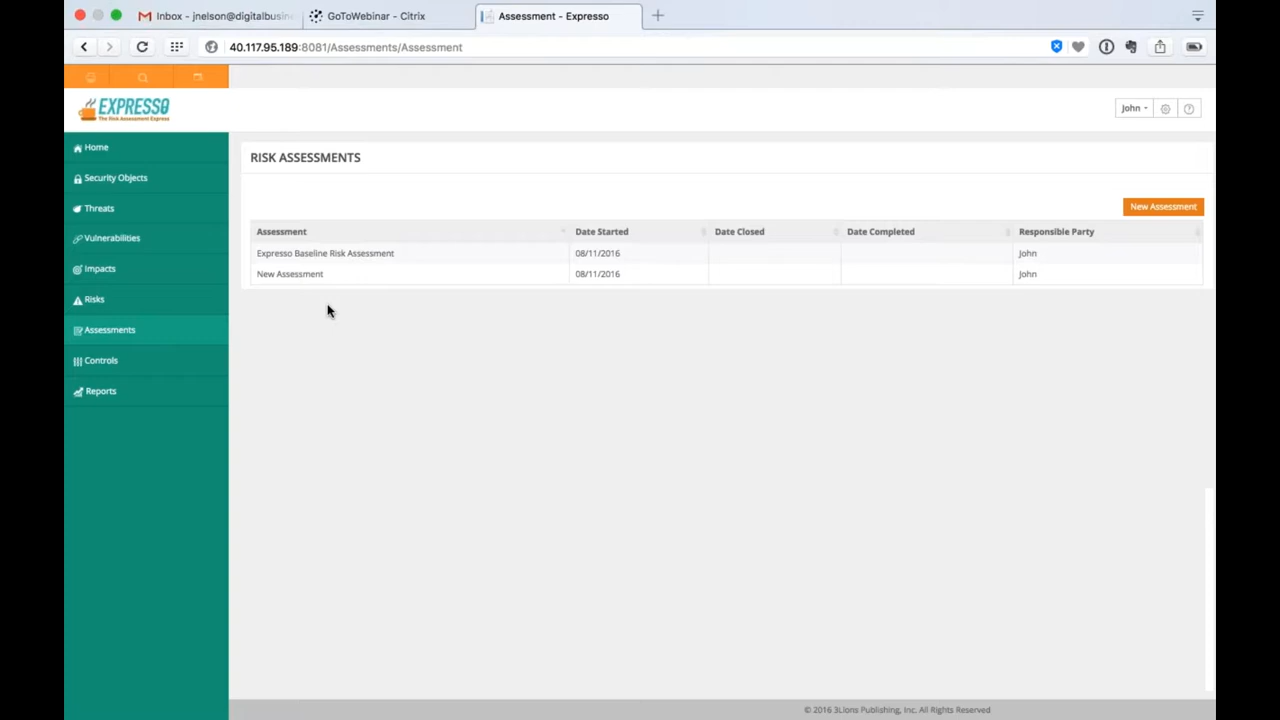 Inbox - jnelson@digitalbusin
GoToWebinar - Citrix
Assessment - Expresso
40.117.95.189:8081/Assessments/Assessment
EXPRESSO
The Risk Assessment Express
John
Home
Security Objects
Threats
Vulnerabilities
Impacts
Risks
Assessments
Controls
Reports
RISK ASSESSMENTS
New Assessment
Assessment Date Started Date Closed Date Completed Responsible Party
Expresso Baseline Risk Assessment 08/11/2016 John
New Assessment 08/11/2016 John
© 2016 3Lions Publishing, Inc. All Rights Reserved